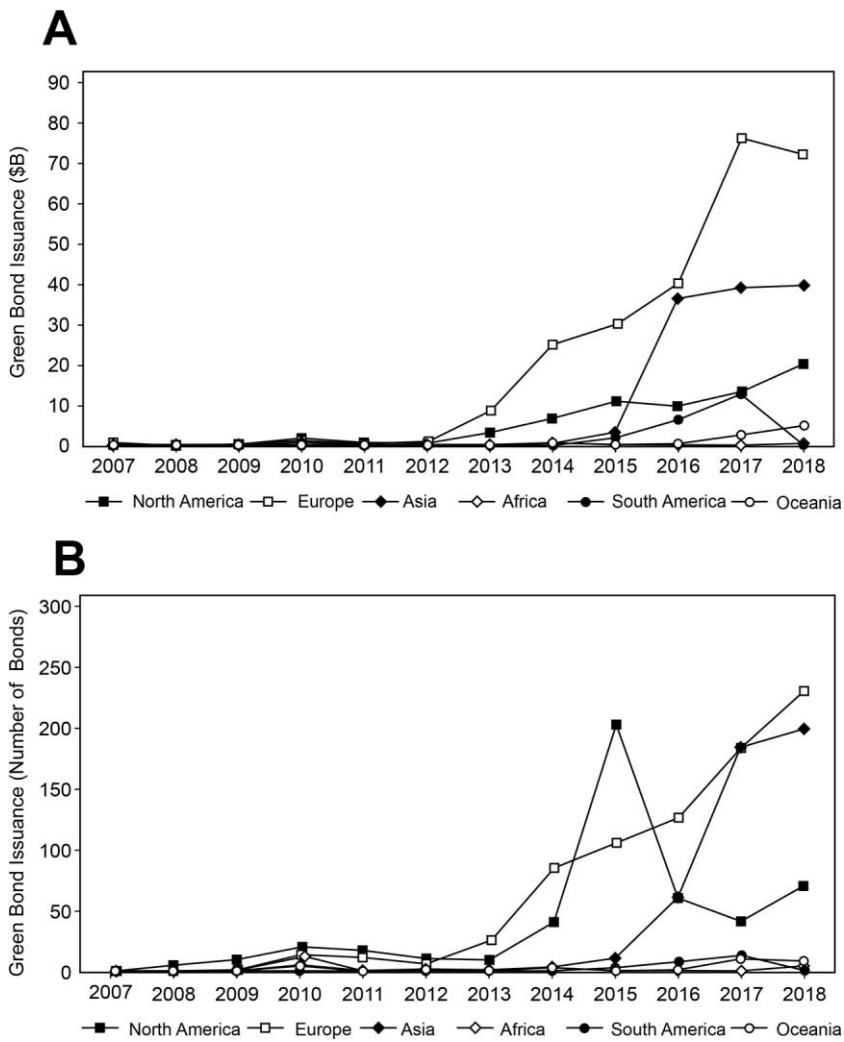 A
Green Bond Issuance ($B)
90
80
70
60
50
40
30
20
10
0
2007 2008 2009 2010 2011 2012 2013 2014 2015 2016 2017 2018
North America Europe Asia Africa South America Oceania
B
Green Bond Issuance (Number of Bonds)
300
250
200
150
100
50
0
2007 2008 2009 2010 2011 2012 2013 2014 2015 2016 2017 2018
North America Europe Asia Africa South America Oceania